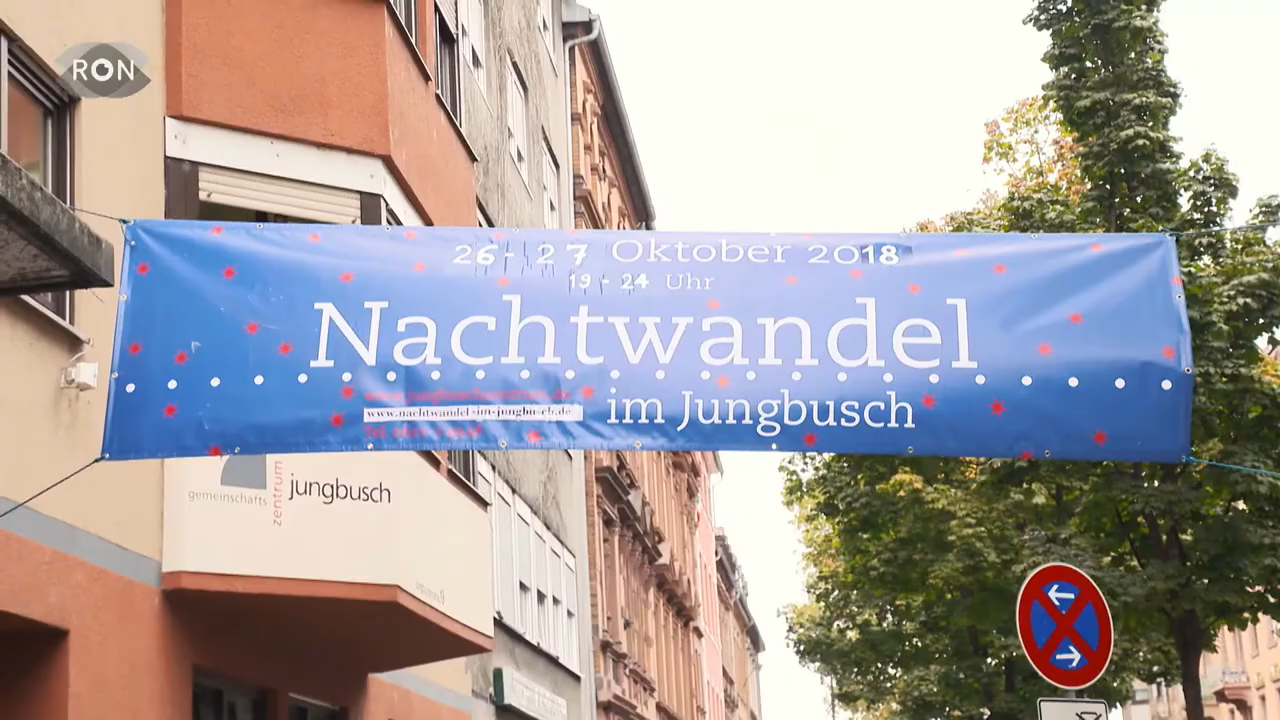 RON
26 - 27 Oktober 2018
19 - 24 Uhr
Nachtwandel
im Jungbusch
www.nachtwandel-im-jungbusch.de
gemeinschafts
zentrum
jungbusch